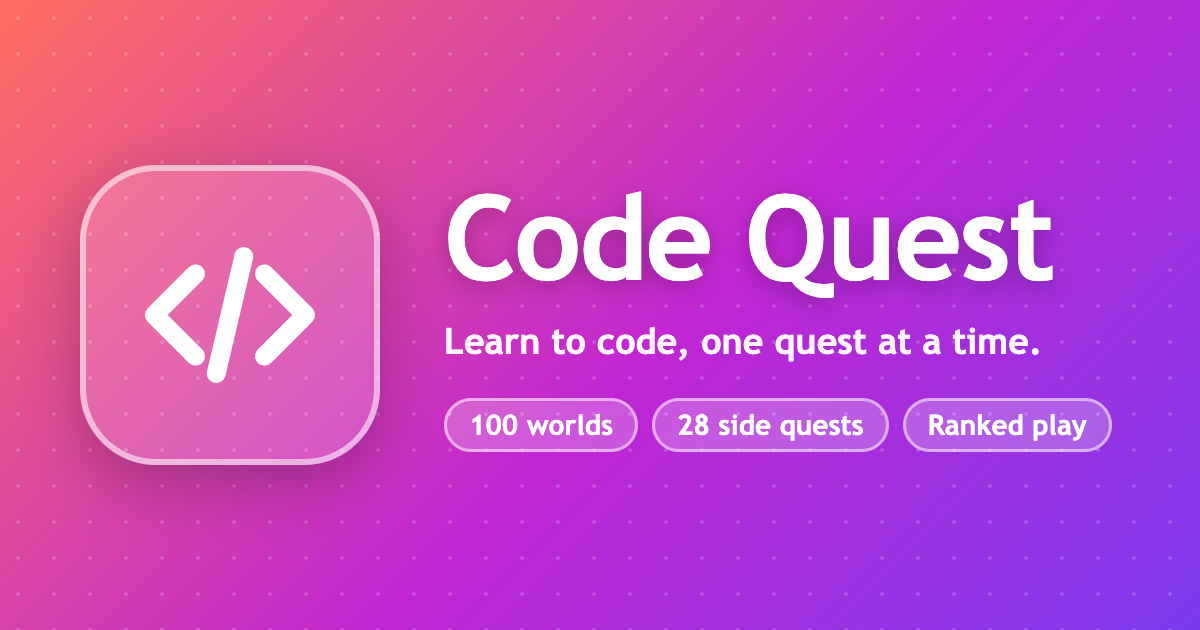 Code Quest
Learn to code, one quest at a time.
100 worlds
28 side quests
Ranked play